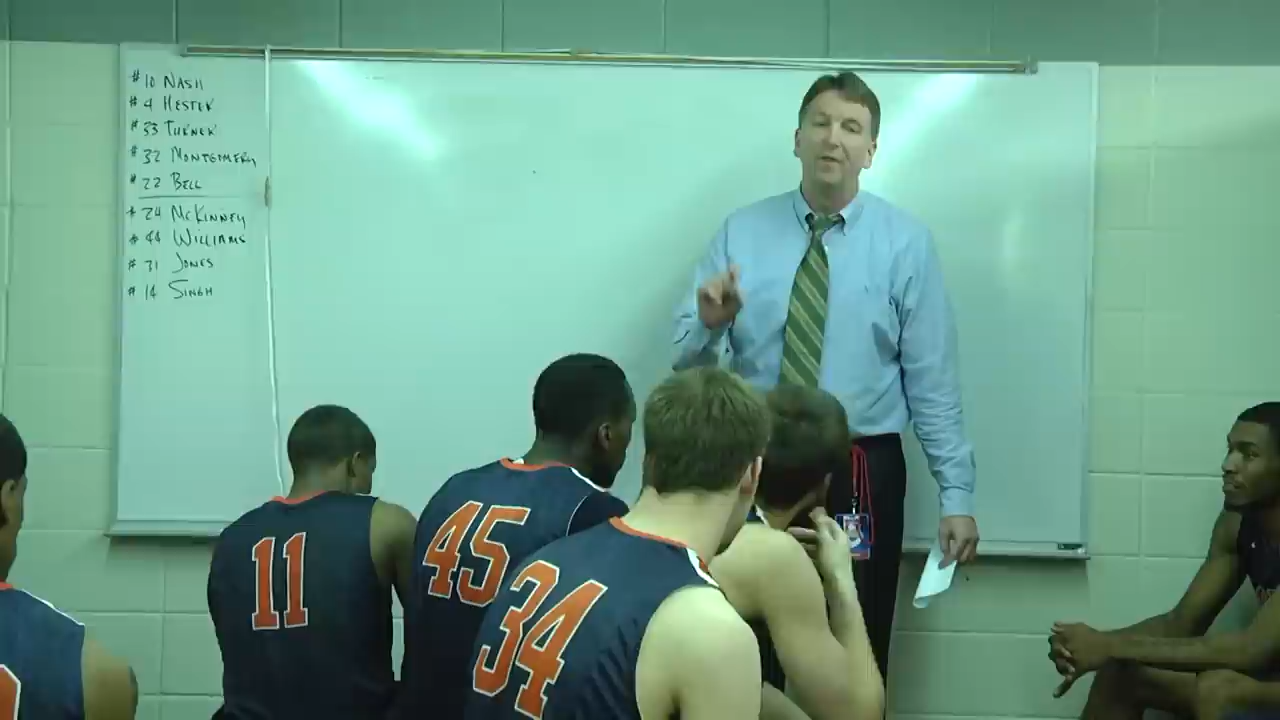 #10 NASH
#4 HESTER
#33 TURNER
#32 MONTGOMERY
#22 BELL
#24 MCKINNEY
#44 WILLIAMS
#31 JONES
#14 SINGH
11
45
34